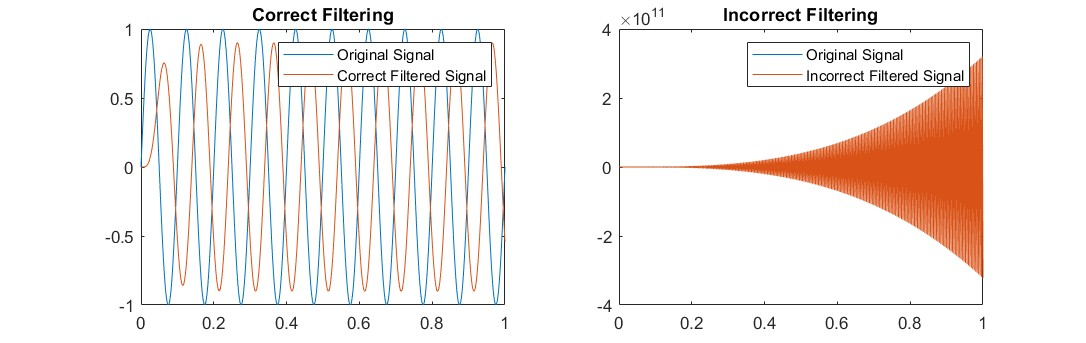 Correct Filtering
Original Signal
Correct Filtered Signal
1
0.5
0
-0.5
-1
0 0.2 0.4 0.6 0.8 1
Incorrect Filtering
×10¹¹
Original Signal
Incorrect Filtered Signal
4
2
0
-2
-4
0 0.2 0.4 0.6 0.8 1